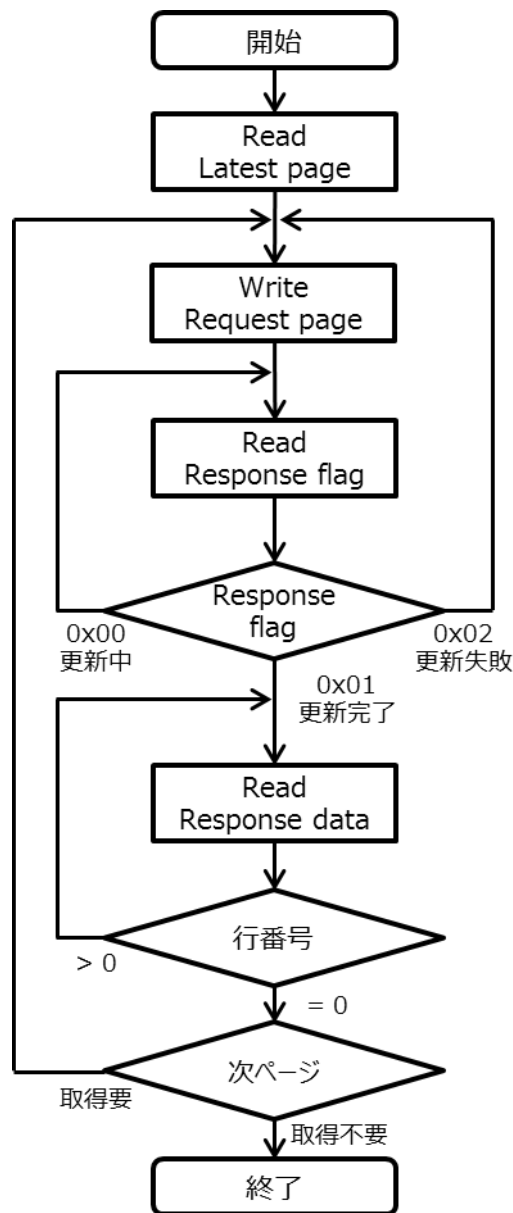 開始
Read
Latest page
Write
Request page
Read
Response flag
Response
flag
0x00
更新中
0x02
更新失敗
0x01
更新完了
Read
Response data
行番号
> 0
= 0
次ページ
取得要
取得不要
終了